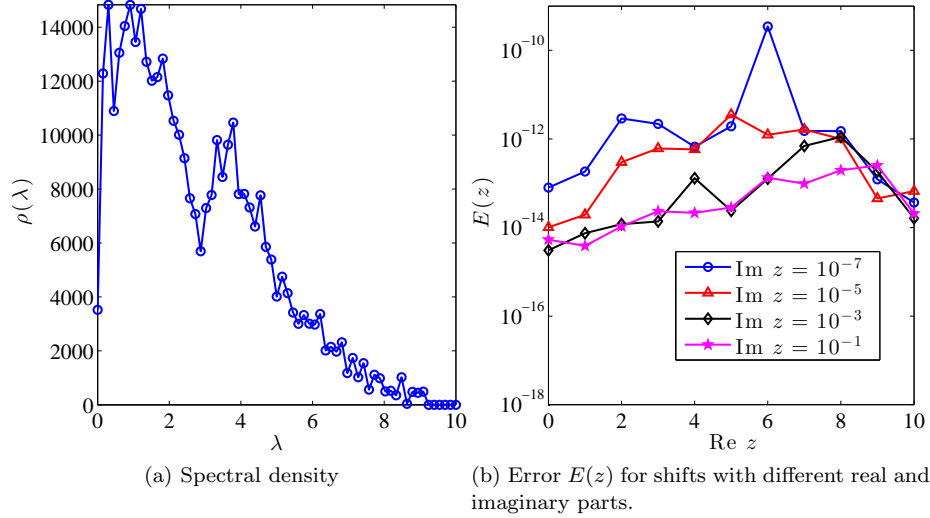 14000
12000
10000
8000
6000
4000
2000
0
ρ(λ)
0 2 4 6 8 10
λ
(a) Spectral density
10⁻¹⁰
10⁻¹²
10⁻¹⁴
10⁻¹⁶
10⁻¹⁸
E(z)
Im z = 10⁻⁷
Im z = 10⁻⁵
Im z = 10⁻³
Im z = 10⁻¹
0 2 4 6 8 10
Re z
(b) Error E(z) for shifts with different real and
imaginary parts.